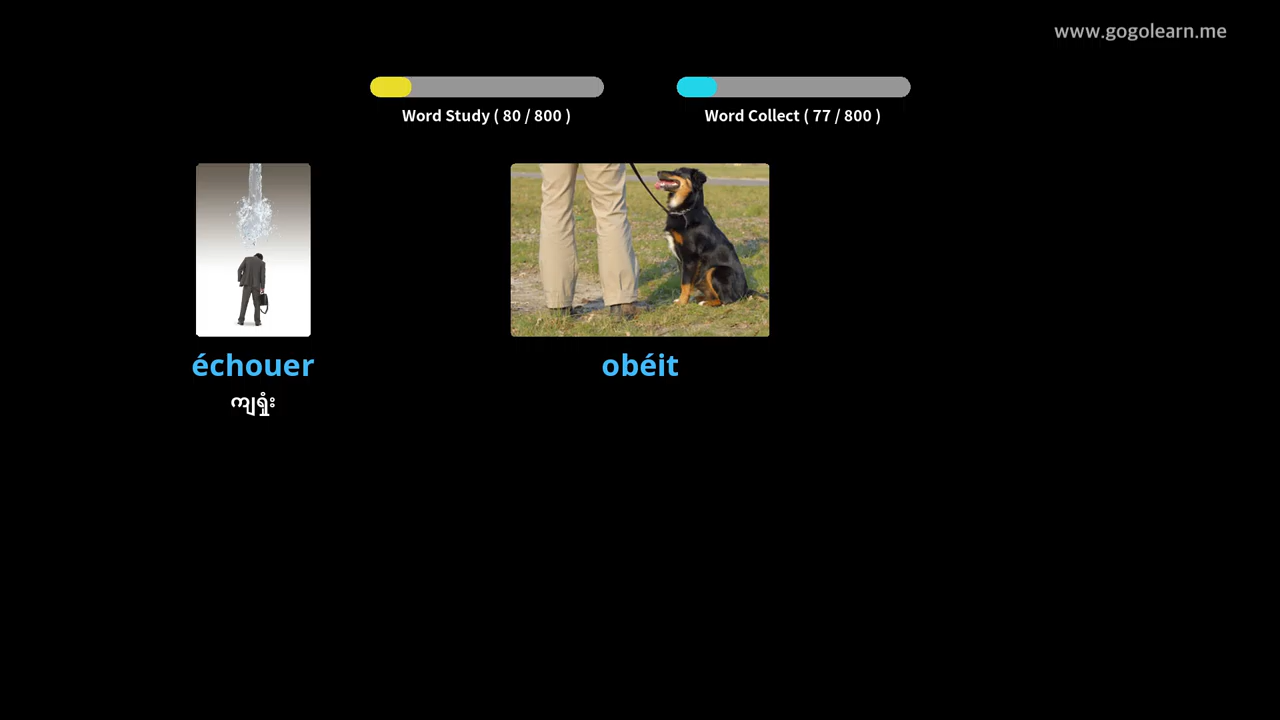 www.gogolearn.me
Word Study ( 80 / 800 )
Word Collect ( 77 / 800 )
échouer
obéit
ကျရှုံး